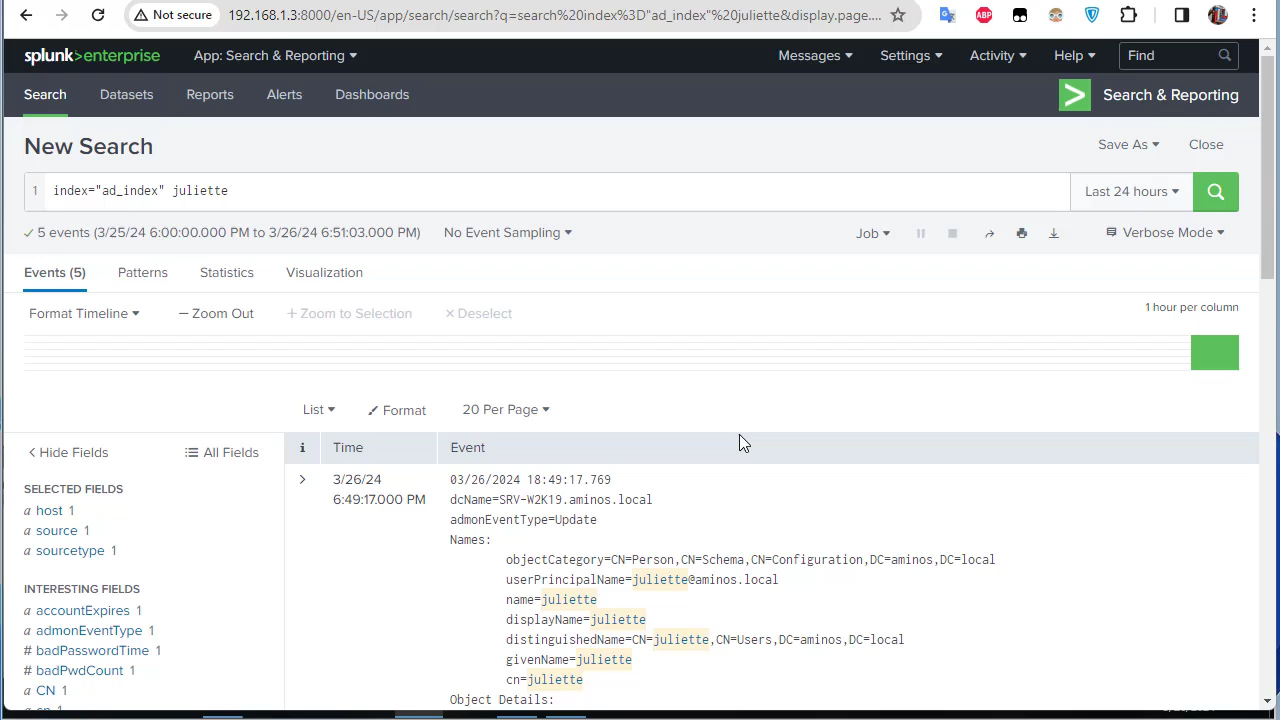 Not secure 192.168.1.3:8000/en-US/app/search/search?q=search%20index%3D"ad_index"%20juliette&display.page....
ABP
splunk>enterprise App: Search & Reporting Messages Settings Activity Help Find
Search Datasets Reports Alerts Dashboards > Search & Reporting
New Search Save As Close
1 index="ad_index" juliette Last 24 hours
✓ 5 events (3/25/24 6:00:00.000 PM to 3/26/24 6:51:03.000 PM) No Event Sampling Job Verbose Mode
Events (5) Patterns Statistics Visualization
Format Timeline — Zoom Out + Zoom to Selection × Deselect 1 hour per column
List Format 20 Per Page
< Hide Fields All Fields i Time Event
SELECTED FIELDS
a host 1
a source 1
a sourcetype 1
INTERESTING FIELDS
a accountExpires 1
a admonEventType 1
# badPasswordTime 1
# badPwdCount 1
a CN 1
a cn 1
> 3/26/24
6:49:17.000 PM
03/26/2024 18:49:17.769
dcName=SRV-W2K19.aminos.local
admonEventType=Update
Names:
objectCategory=CN=Person,CN=Schema,CN=Configuration,DC=aminos,DC=local
userPrincipalName=juliette@aminos.local
name=juliette
displayName=juliette
distinguishedName=CN=juliette,CN=Users,DC=aminos,DC=local
givenName=juliette
cn=juliette
Object Details: